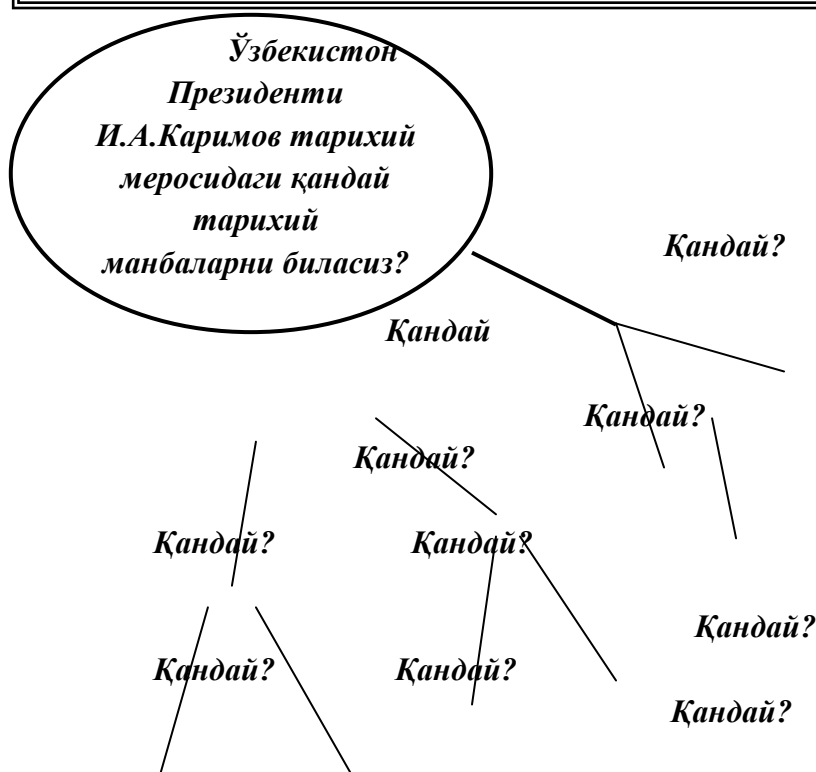 Ўзбекистон
Президенти
И.А.Каримов тарихий
меросидаги қандай
тарихий
манбаларни биласиз?
Қандай?
Қандай
Қандай?
Қандай?
Қандай?
Қандай?
Қандай?
Қандай?
Қандай?
Қандай?